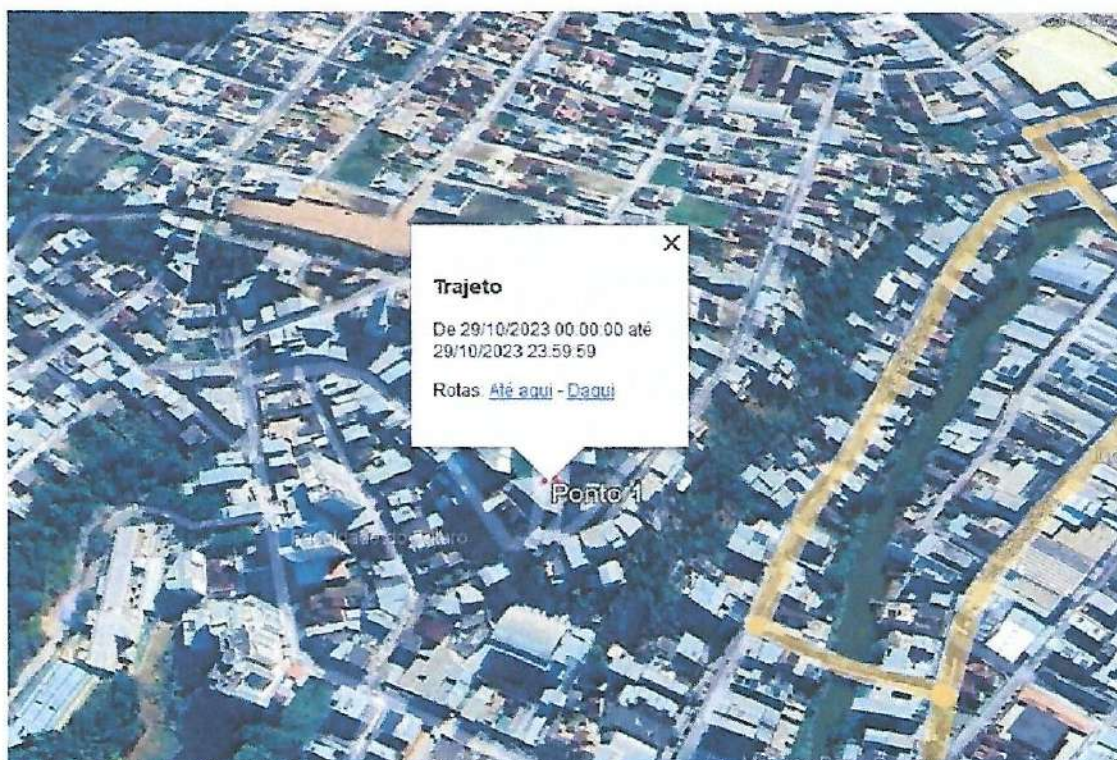 Trajeto
De 29/10/2023 00:00:00 até
29/10/2023 23:59:59
Rotas: Até aqui - Daqui
Ponto 1